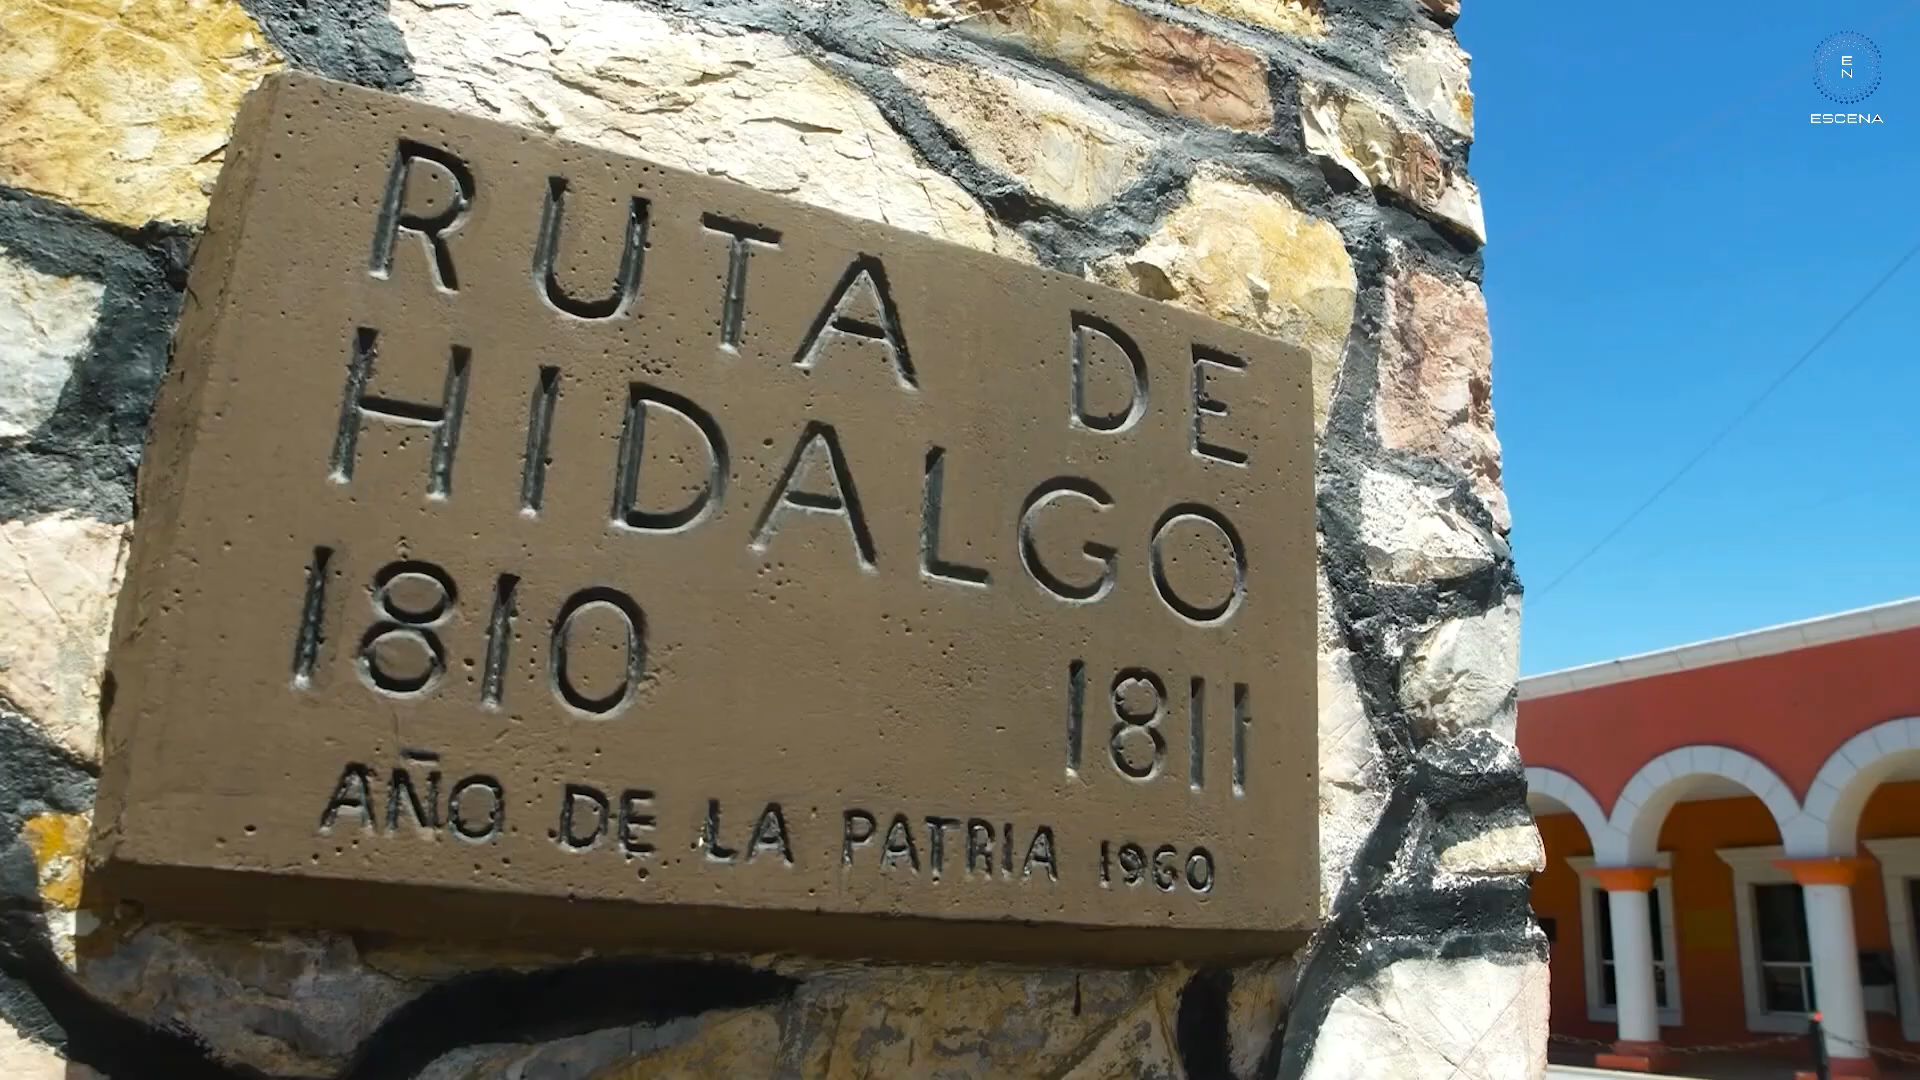 RUTA DE
HIDALGO
1810 1811
AÑO DE LA PATRIA 1960
EN
ESCENA